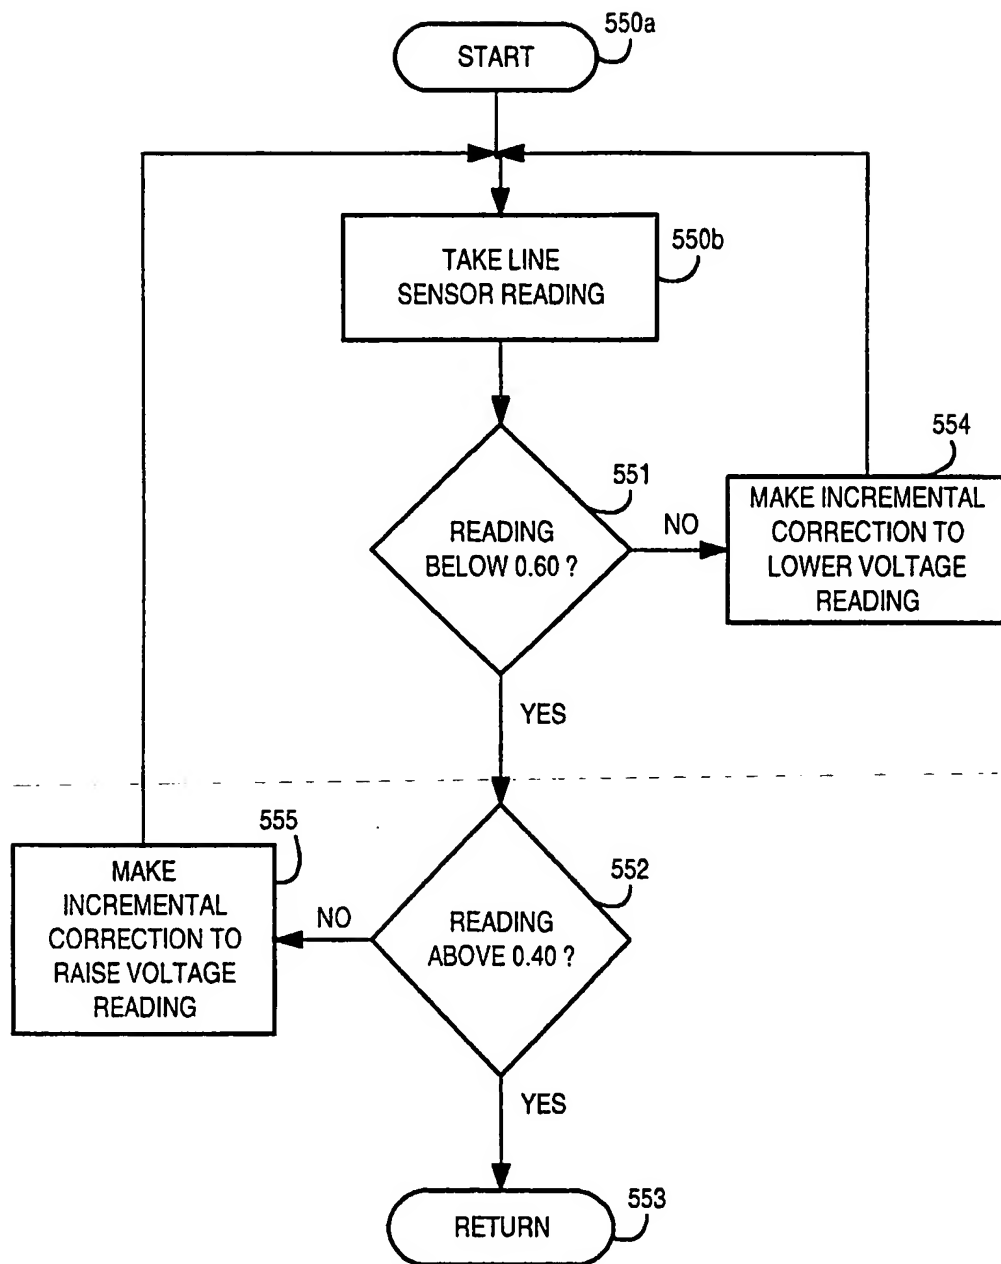 550a
START
550b
TAKE LINE
SENSOR READING
554
551
MAKE INCREMENTAL
CORRECTION TO
LOWER VOLTAGE
READING
READING
BELOW 0.60 ?
NO
YES
555
552
MAKE
INCREMENTAL
CORRECTION TO
RAISE VOLTAGE
READING
NO
READING
ABOVE 0.40 ?
YES
553
RETURN